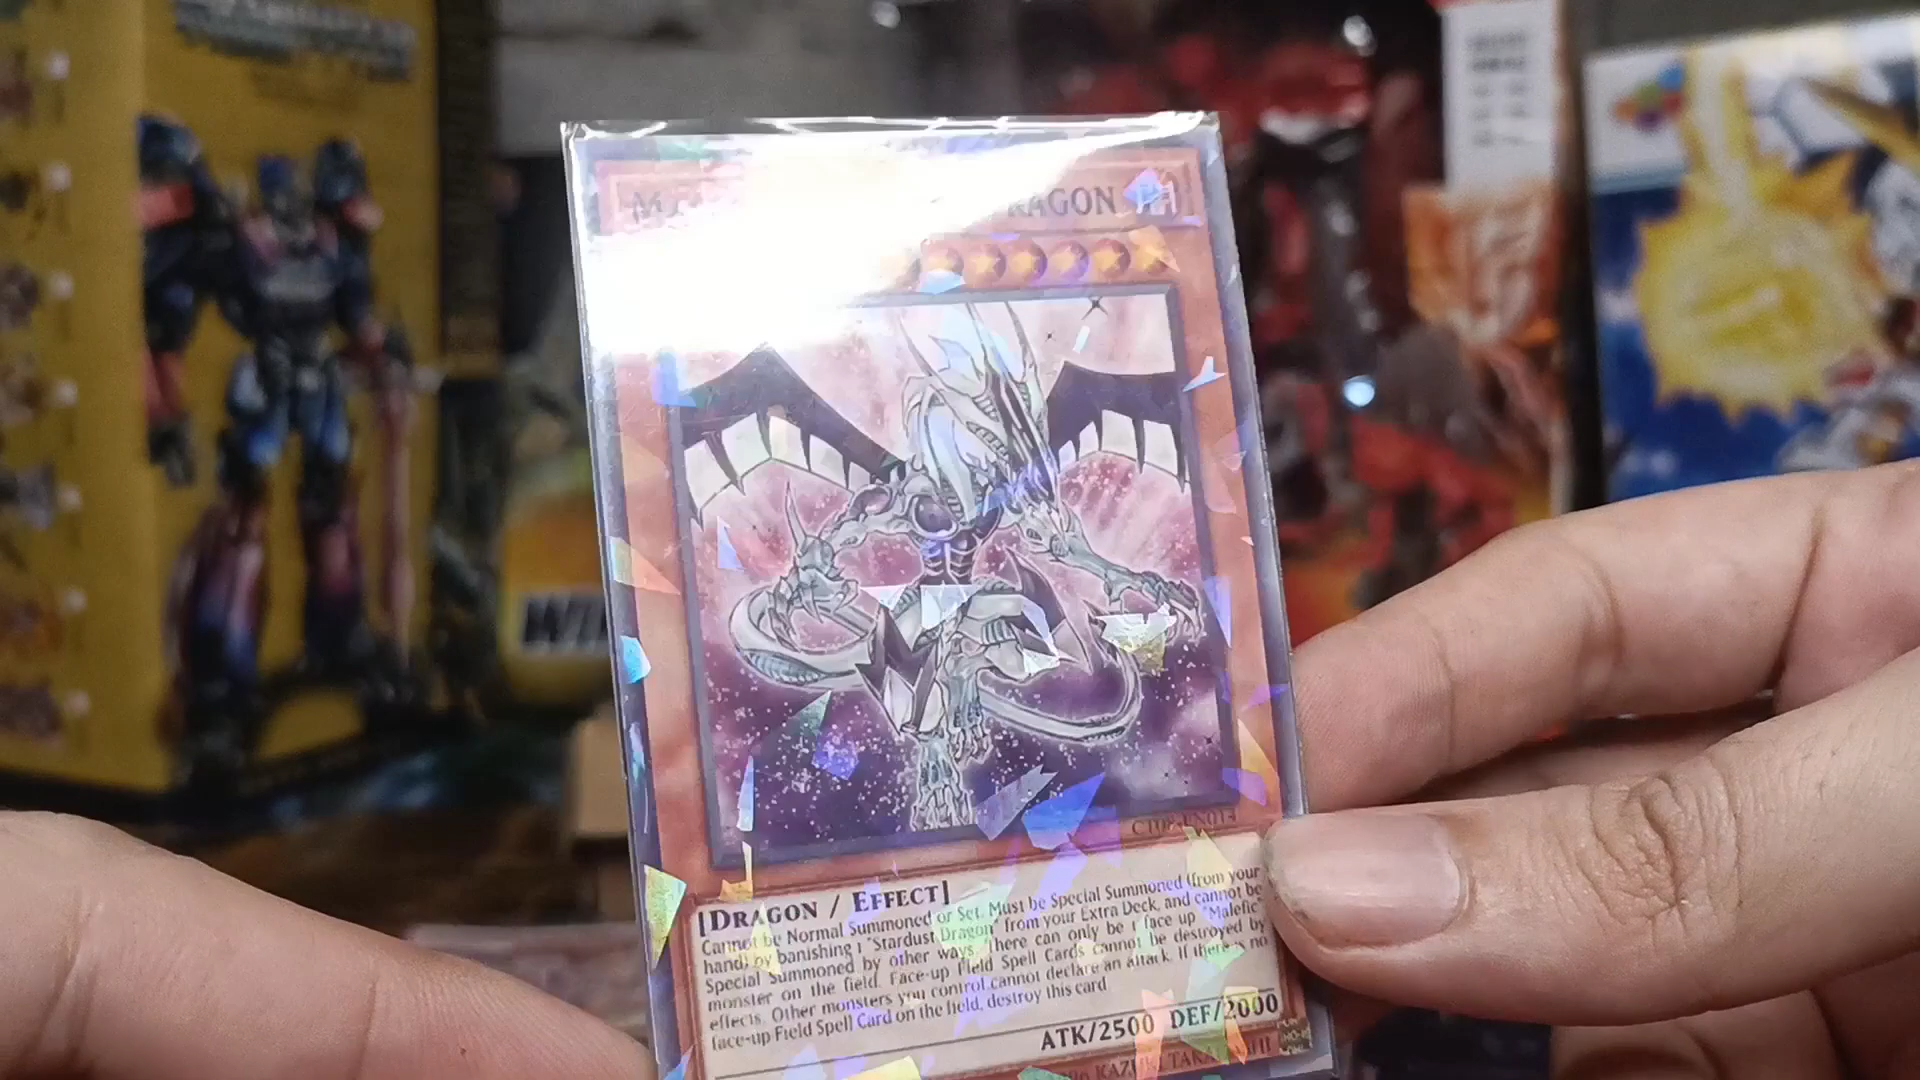 RAGON
CT08-EN014
[DRAGON / EFFECT]
Cannot be Normal Summoned or Set. Must be Special Summoned (from your
hand) by banishing 1 "Stardust Dragon" from your Extra Deck, and cannot be
Special Summoned by other ways. There can only be 1 face up "Malefic"
monster on the field. Face-up Field Spell Cards cannot be destroyed by
effects. Other monsters you control cannot declare an attack. If there is no
face-up Field Spell Card on the field, destroy this card
ATK/2500 DEF/2000
KAZUKI TAKAHASHI